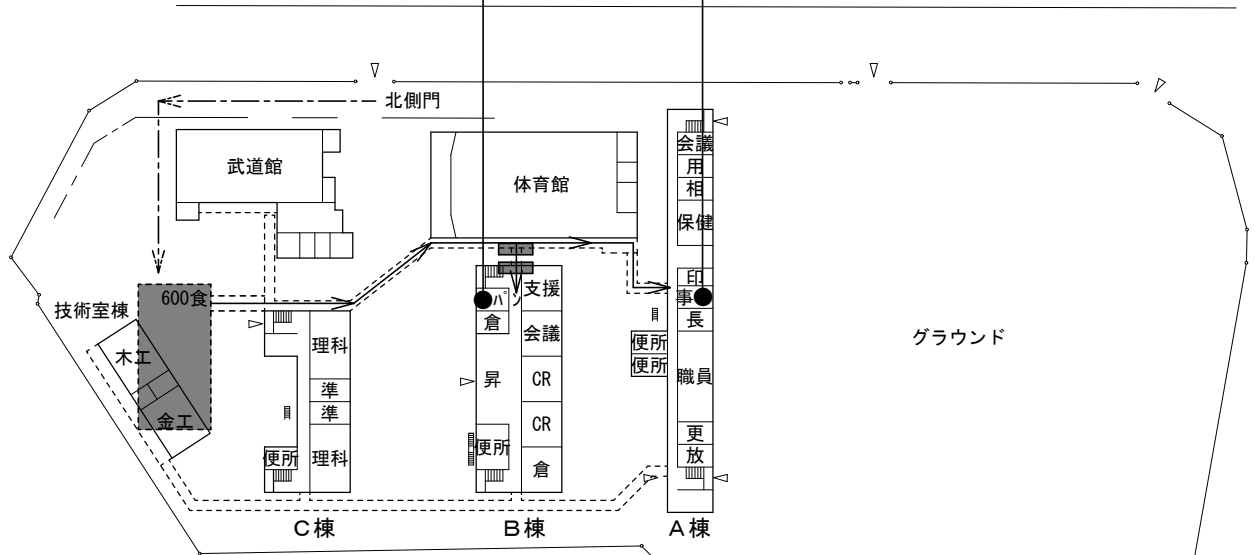 北側門
武道館
体育館
会議
用
相
保健
印
事
長
職員
更
放
便所
便所
支援
パン
倉
会議
昇
CR
CR
便所
倉
600食
技術室棟
木工
金工
理科
準
準
理科
便所
グラウンド
C棟
B棟
A棟